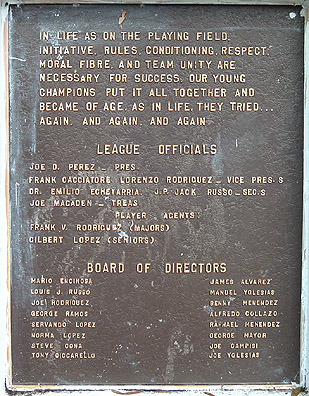 IN LIFE AS ON THE PLAYING FIELD,
INITIATIVE, RULES, CONDITIONING, RESPECT,
MORAL FIBRE, AND TEAM UNITY ARE
NECESSARY FOR SUCCESS. OUR YOUNG
CHAMPIONS PUT IT ALL TOGETHER AND
BECAME OF AGE. AS IN LIFE, THEY TRIED...
AGAIN, AND AGAIN, AND AGAIN
LEAGUE OFFICIALS
JOE D. PEREZ - PRES.
FRANK CACCIATORE LORENZO RODRIGUEZ - VICE PRES.S
DR. EMILIO ECHEVARRIA, J.P. JACK RUSSO - SEC.S
JOE MACADEN - TREAS
PLAYER AGENTS:
FRANK V. RODRIGUEZ (MAJORS)
GILBERT LOPEZ (SENIORS)
BOARD OF DIRECTORS
MARIO ENCINOSA JAMES ALVAREZ
LOUIS J. RUSSO MANUEL YGLESIAS
JOE RODRIGUEZ BENNY MENENDEZ
GEORGE RAMOS ALFREDO COLLAZO
SERVANDO LOPEZ RAPHAEL MENENDEZ
NORMA LOPEZ GEORGE MAYOR
STEVE CONA JOE CAMPISI
TONY CICCARELLO JOE YGLESIAS